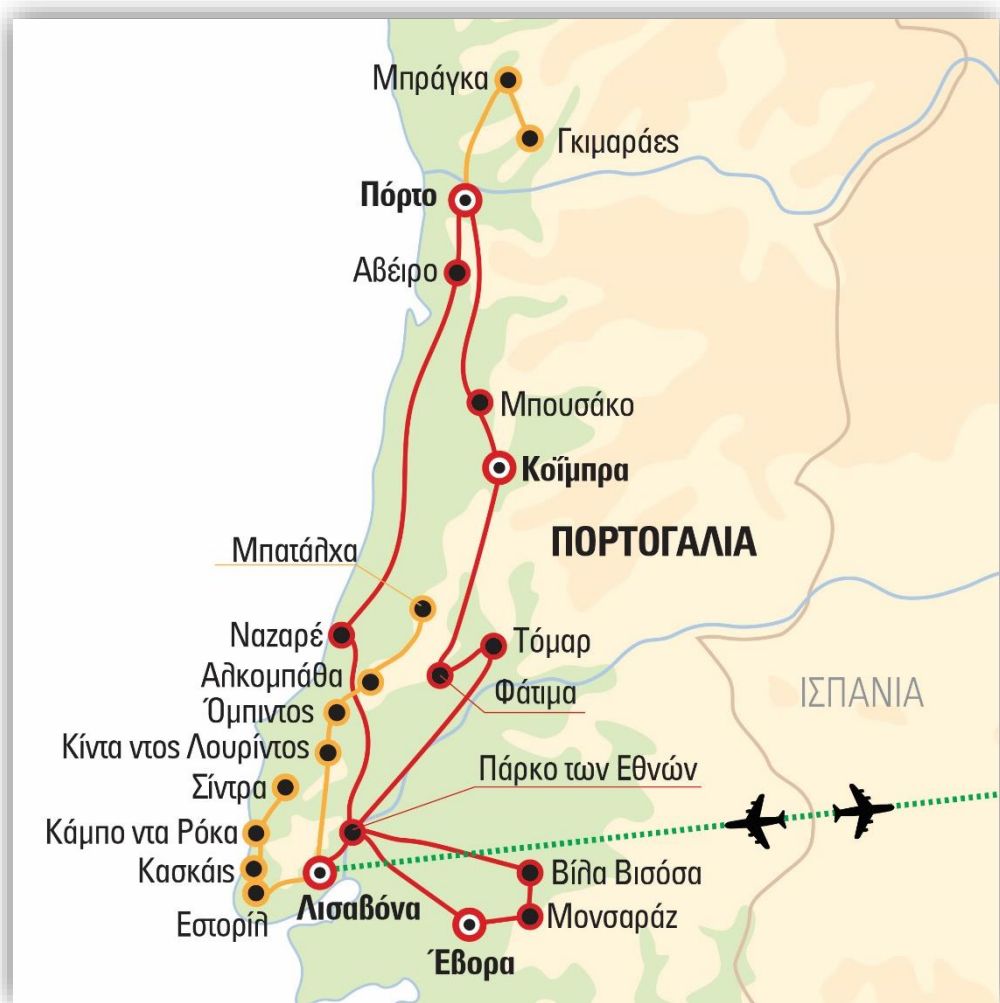 Μπράγκα
Γκιμαράες
Πόρτο
Αβέιρο
Μπουσάκο
Κοΐμπρα
ΠΟΡΤΟΓΑΛΙΑ
Μπατάλχα
Ναζαρέ
Τόμαρ
Αλκομπάθα
Φάτιμα
ΙΣΠΑΝΙΑ
Όμπιντος
Κίντα ντος Λουρίντος
Πάρκο των Εθνών
Σίντρα
Κάμπο ντα Ρόκα
Κασκάις
Βίλα Βισόσα
Λισαβόνα
Μονσαράζ
Εστορίλ
Έβορα